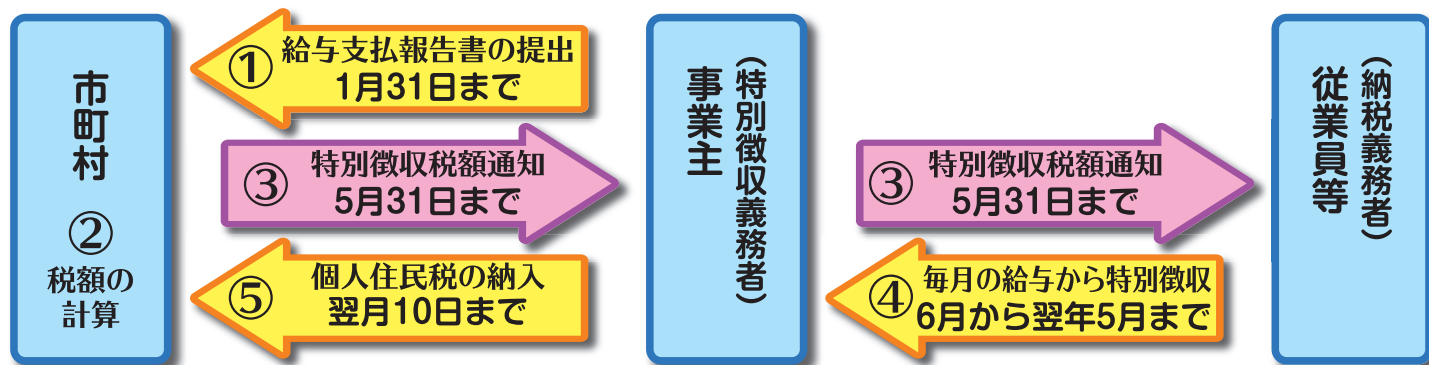 市町村
②
税額の
計算
①
給与支払報告書の提出
1月31日まで
③
特別徴収税額通知
5月31日まで
⑤
個人住民税の納入
翌月10日まで
(特別徴収義務者)
事業主
③
特別徴収税額通知
5月31日まで
④
毎月の給与から特別徴収
6月から翌年5月まで
(納税義務者)
従業員等